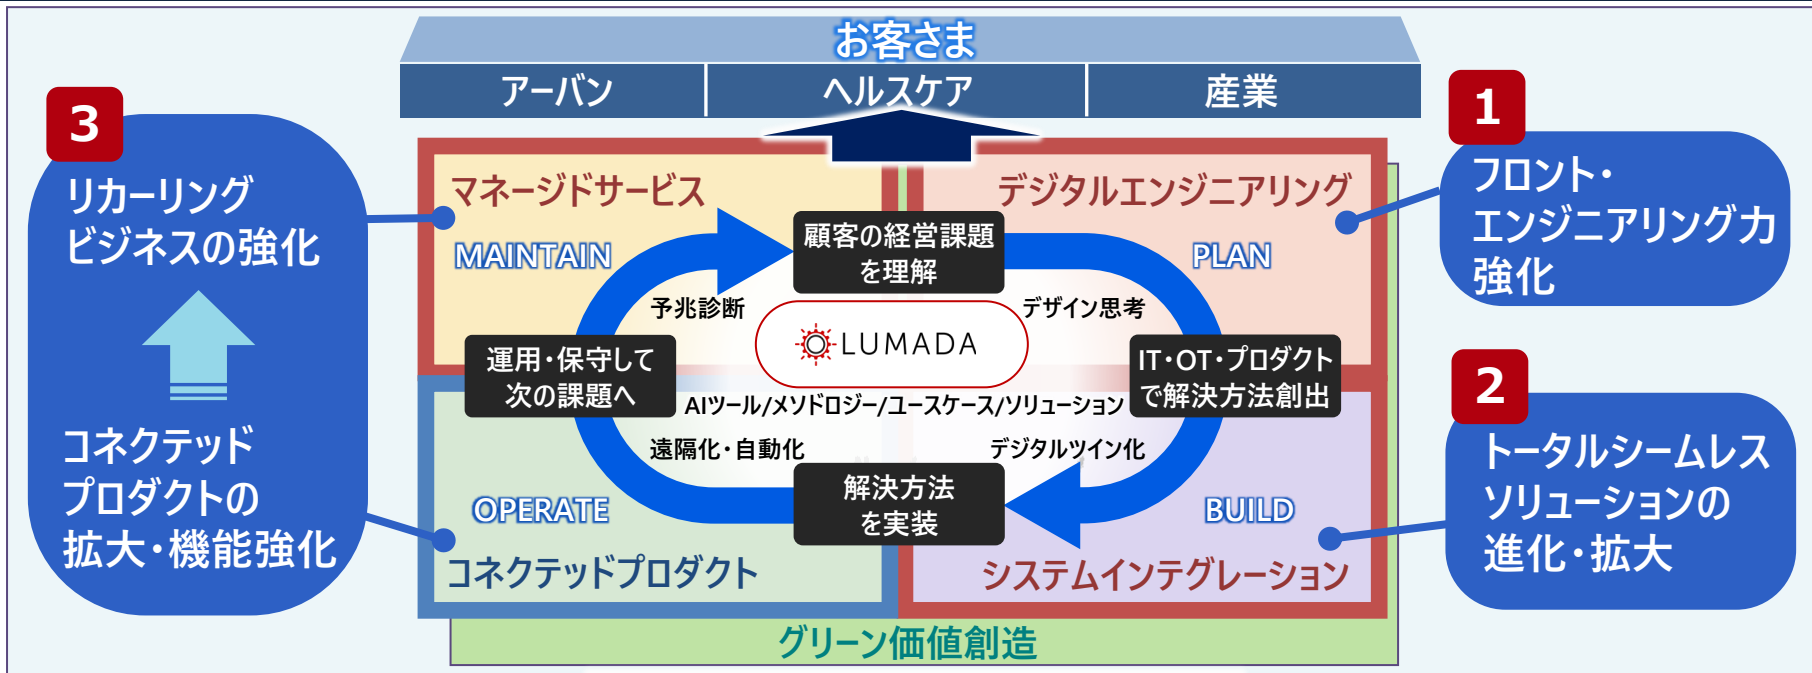 お客さま
アーバン
ヘルスケア
産業
3
リカーリング
ビジネスの強化
コネクテッド
プロダクトの
拡大・機能強化
マネージドサービス
MAINTAIN
デジタルエンジニアリング
PLAN
顧客の経営課題
を理解
予兆診断
デザイン思考
LUMADA
運用・保守して
次の課題へ
IT・OT・プロダクト
で解決方法創出
AIツール/メソドロジー/ユースケース/ソリューション
遠隔化・自動化
デジタルツイン化
解決方法
を実装
OPERATE
コネクテッドプロダクト
BUILD
システムインテグレーション
グリーン価値創造
1
フロント・
エンジニアリング力
強化
2
トータルシームレス
ソリューションの
進化・拡大